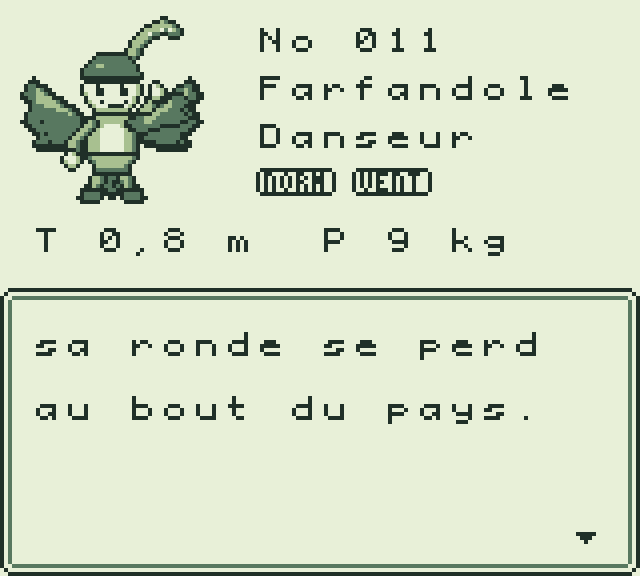 No 011
Farfandole
Danseur
NORM VENT
T 0,8 m P 9 kg
sa ronde se perd
au bout du pays.